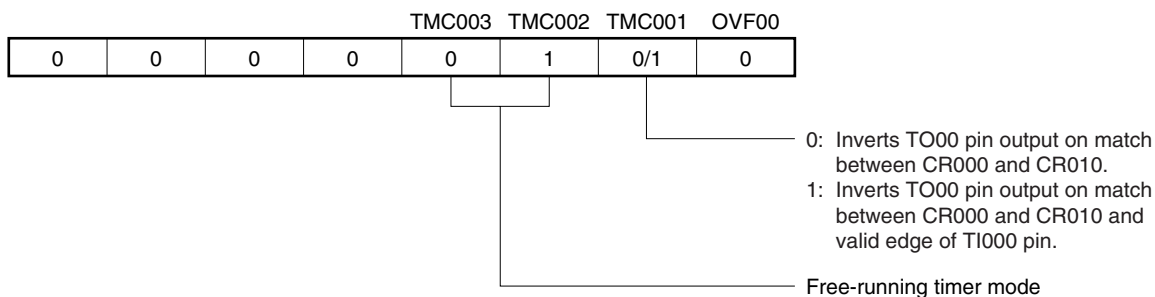 TMC003 TMC002 TMC001 OVF00
0 0 0 0 0 1 0/1 0
0: Inverts TO00 pin output on match
between CR000 and CR010.
1: Inverts TO00 pin output on match
between CR000 and CR010 and
valid edge of TI000 pin.
Free-running timer mode